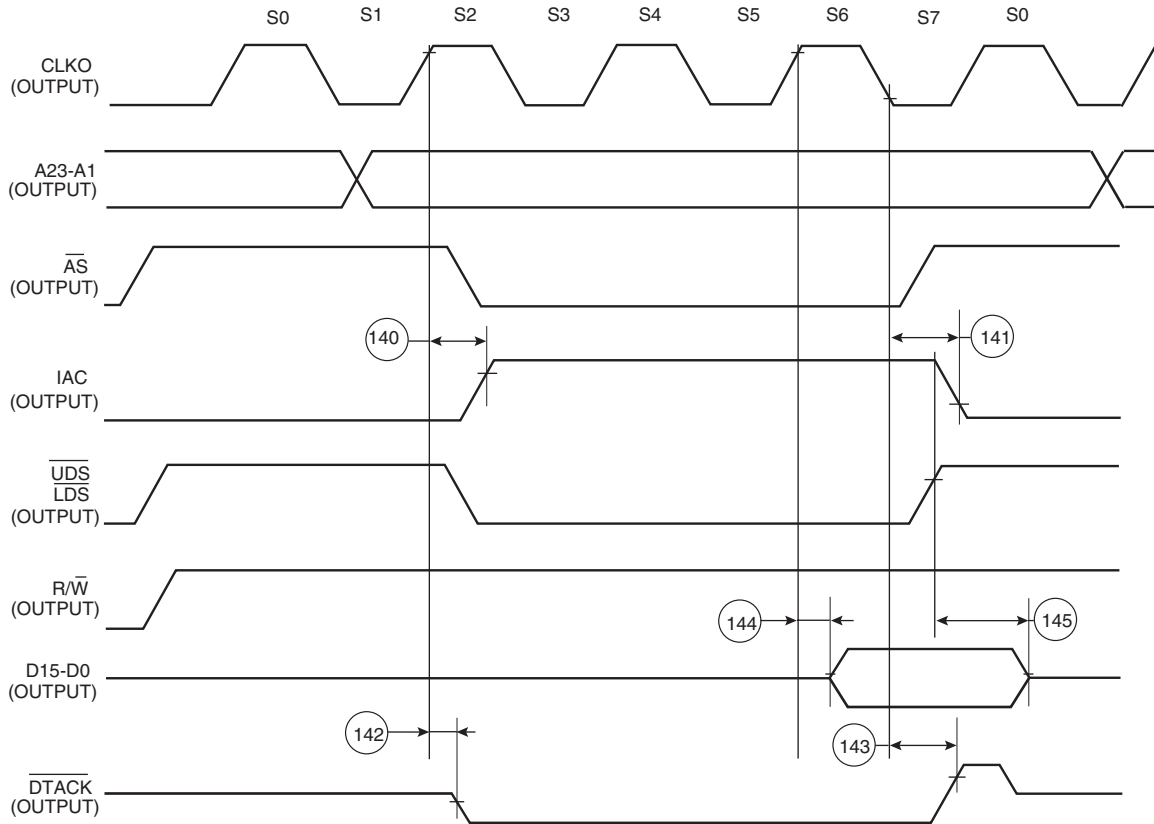 S0 S1 S2 S3 S4 S5 S6 S7 S0
CLKO
(OUTPUT)
A23-A1
(OUTPUT)
AS
(OUTPUT)
140
141
IAC
(OUTPUT)
UDS
LDS
(OUTPUT)
R/W
(OUTPUT)
144
145
D15-D0
(OUTPUT)
142
143
DTACK
(OUTPUT)